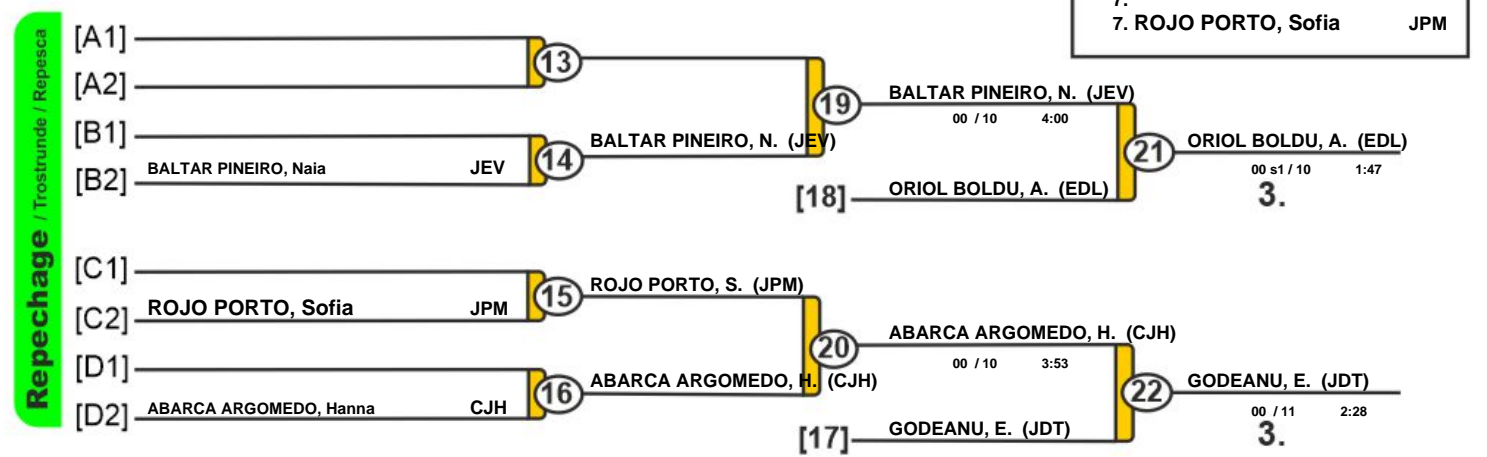 7.
7. ROJO PORTO, Sofia JPM
Repechage / Trostrunde / Repesca
[A1]
13
[A2]
19
BALTAR PINEIRO, N. (JEV)
00 / 10 4:00
[B1]
BALTAR PINEIRO, N. (JEV)
14
BALTAR PINEIRO, Naia JEV
[B2]
21
ORIOL BOLDU, A. (EDL)
00 s1 / 10 1:47
3.
[18]
ORIOL BOLDU, A. (EDL)
[C1]
15
ROJO PORTO, S. (JPM)
[C2]
ROJO PORTO, Sofia JPM
20
ABARCA ARGOMEDO, H. (CJH)
00 / 10 3:53
[D1]
16
ABARCA ARGOMEDO, H. (CJH)
[D2]
ABARCA ARGOMEDO, Hanna CJH
22
GODEANU, E. (JDT)
00 / 11 2:28
3.
[17]
GODEANU, E. (JDT)